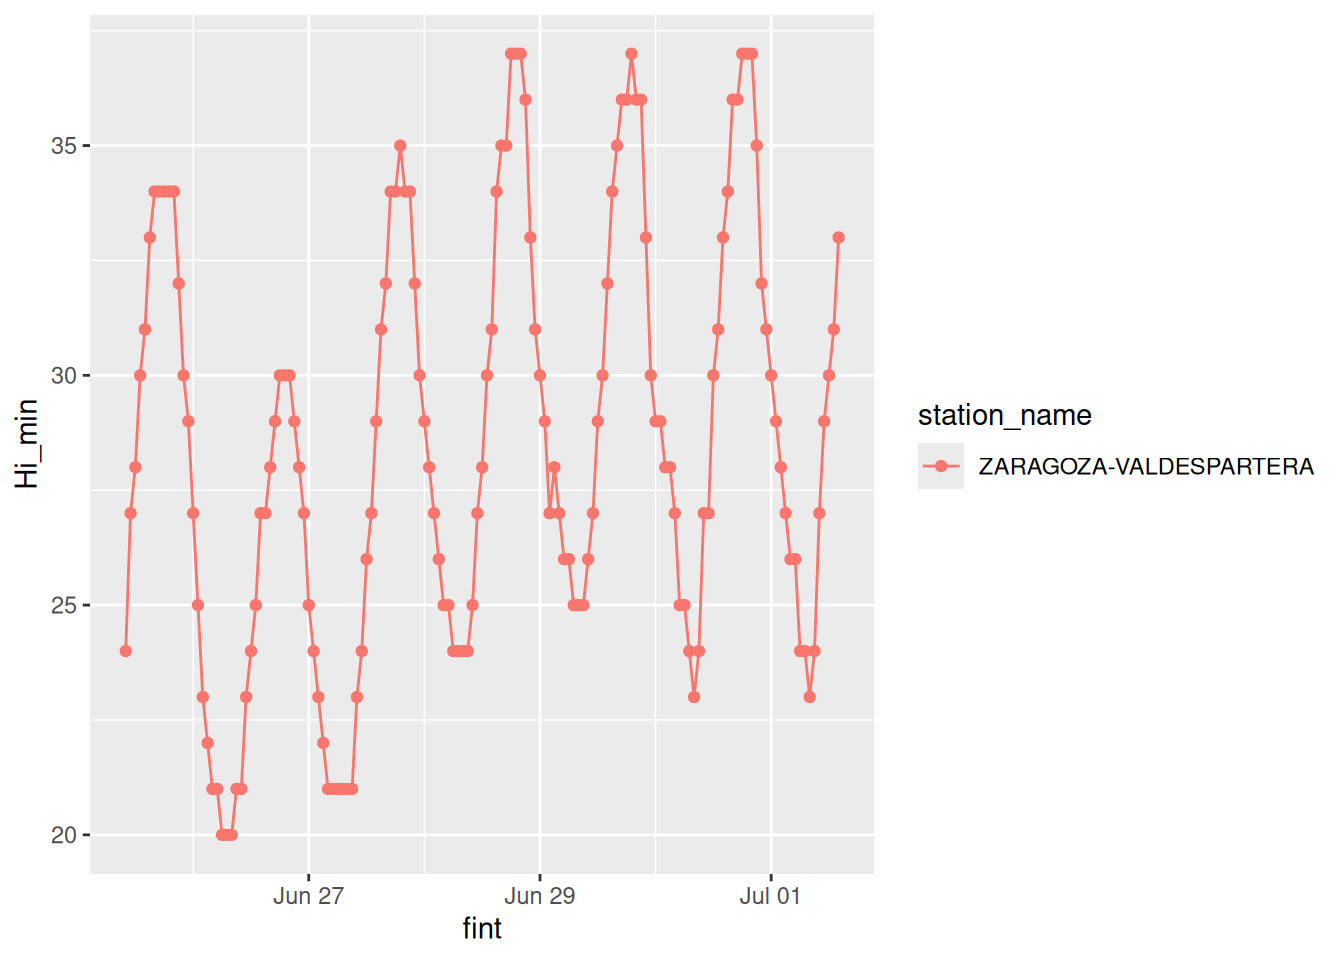 35
30
25
20
Hi_min
Jun 27
Jun 29
Jul 01
fint
station_name
ZARAGOZA-VALDESPARTERA